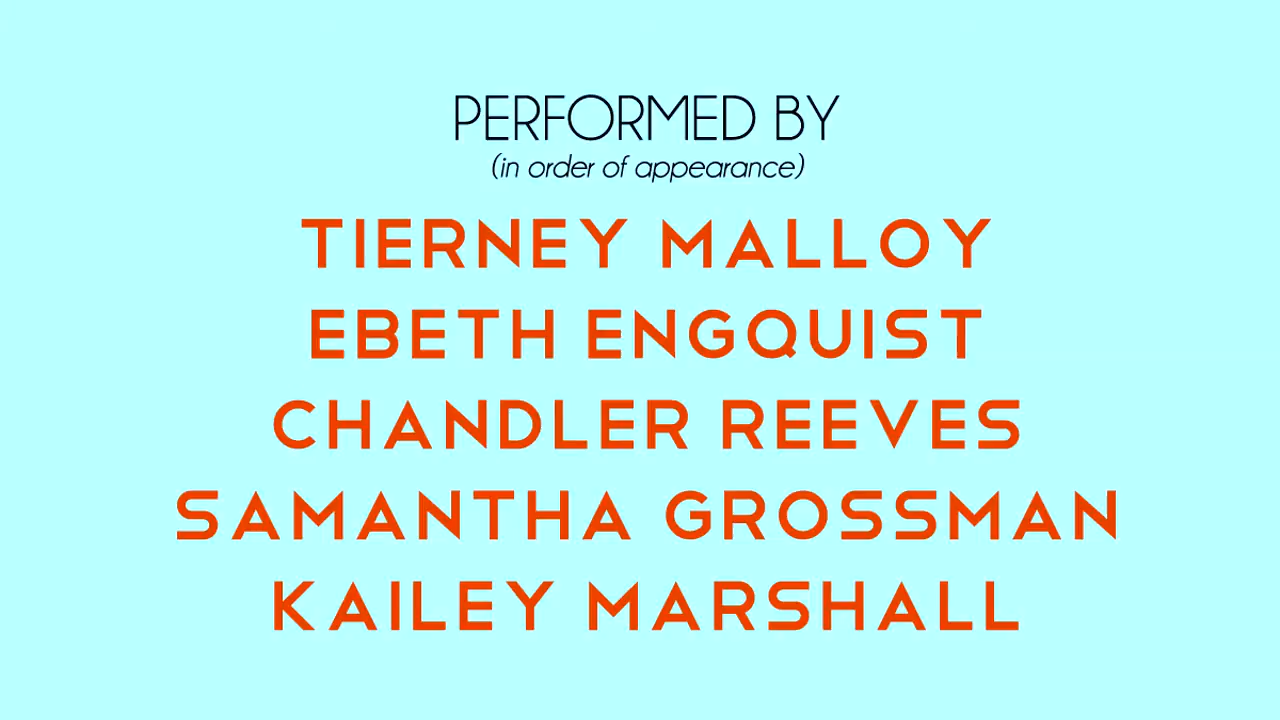 PERFORMED BY
(in order of appearance)
TIERNEY MALLOY
EBETH ENGQUIST
CHANDLER REEVES
SAMANTHA GROSSMAN
KAILEY MARSHALL